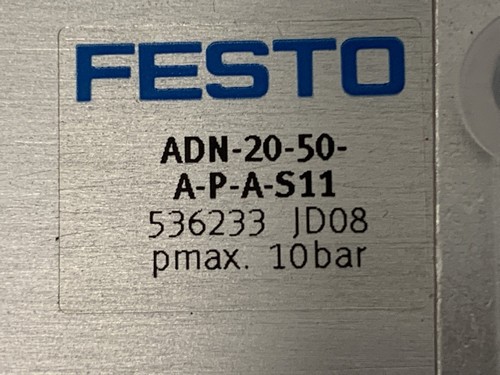 FESTO
ADN-20-50-
A-P-A-S11
536233 JD08
pmax. 10bar